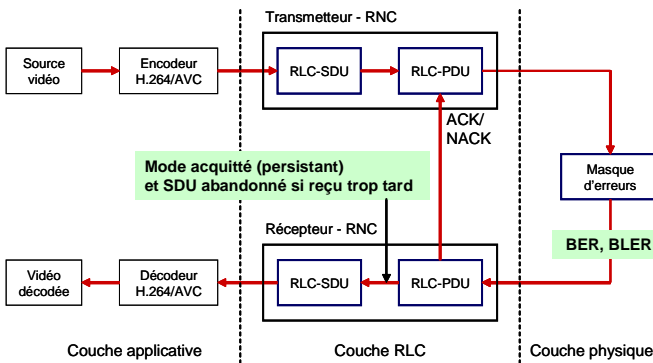 Transmetteur - RNC
Source
vidéo
Encodeur
H.264/AVC
RLC-SDU
RLC-PDU
ACK/
NACK
Mode acquitté (persistant)
et SDU abandonné si reçu trop tard
Masque
d'erreurs
BER, BLER
Récepteur - RNC
Vidéo
décodée
Décodeur
H.264/AVC
RLC-SDU
RLC-PDU
Couche applicative
Couche RLC
Couche physique